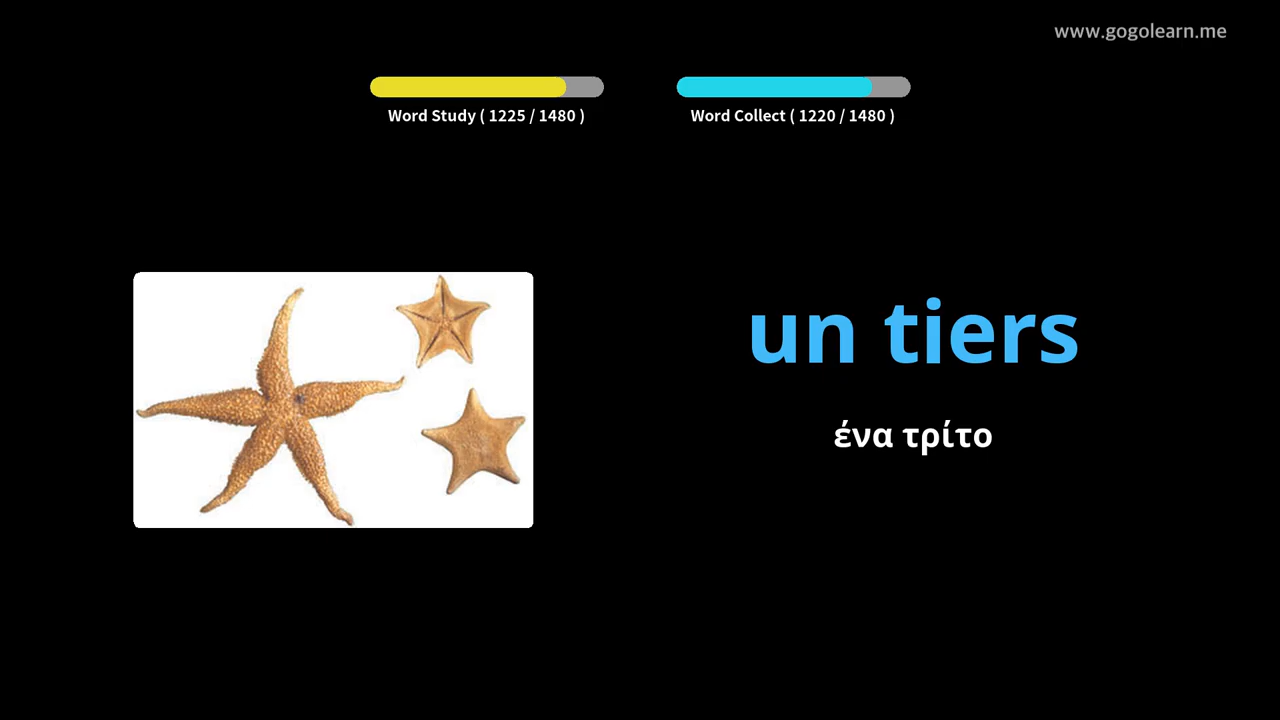 www.gogolearn.me
Word Study ( 1225 / 1480 )
Word Collect ( 1220 / 1480 )
un tiers
ένα τρίτο